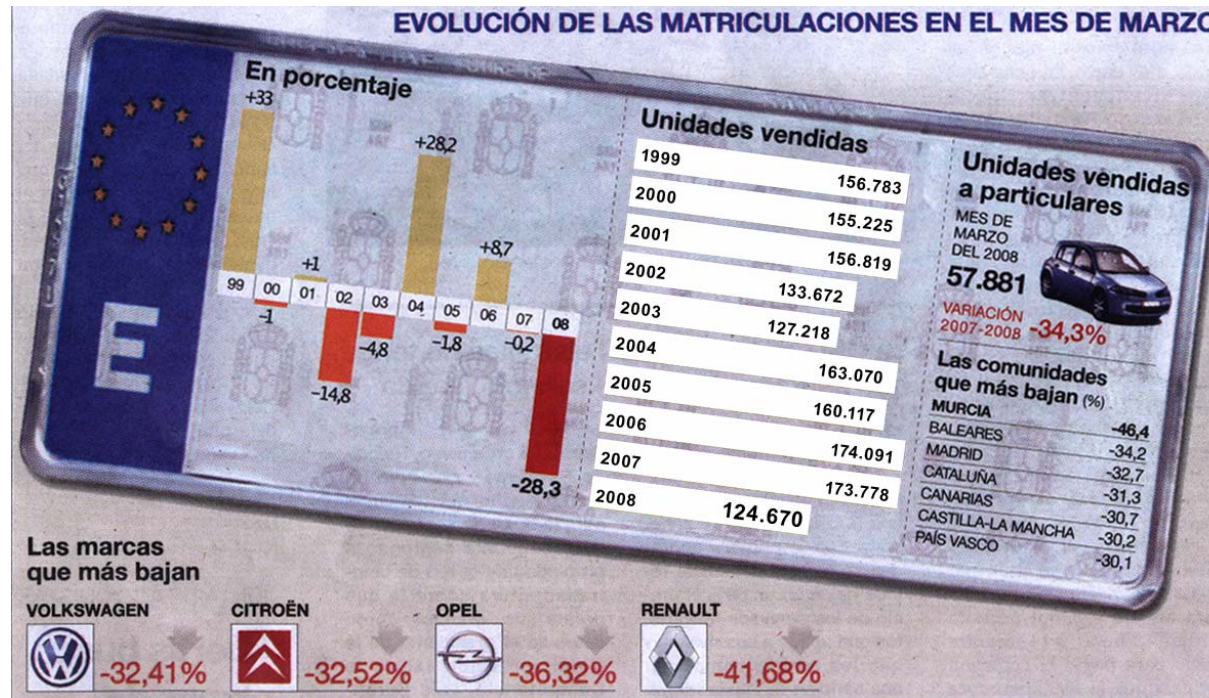 EVOLUCIÓN DE LAS MATRICULACIONES EN EL MES DE MARZO
E
En porcentaje
+33
+28,2
+8,7
+1
99 00 01 02 03 04 05 06 07 08
-1
-14,8
-4,8
-1,8
-0,2
-28,3
Unidades vendidas
1999 156.783
2000 155.225
2001 156.819
2002 133.672
2003 127.218
2004 163.070
2005 160.117
2006 174.091
2007 173.778
2008 124.670
Unidades vendidas
a particulares
MES DE
MARZO
DEL 2008
57.881
VARIACIÓN
2007-2008 -34,3%
Las comunidades
que más bajan (%)
MURCIA -46,4
BALEARES -34,2
MADRID -32,7
CATALUÑA -31,3
CANARIAS -30,7
CASTILLA-LA MANCHA -30,2
PAÍS VASCO -30,1
Las marcas
que más bajan
VOLKSWAGEN
-32,41%
CITROËN
-32,52%
OPEL
-36,32%
RENAULT
-41,68%